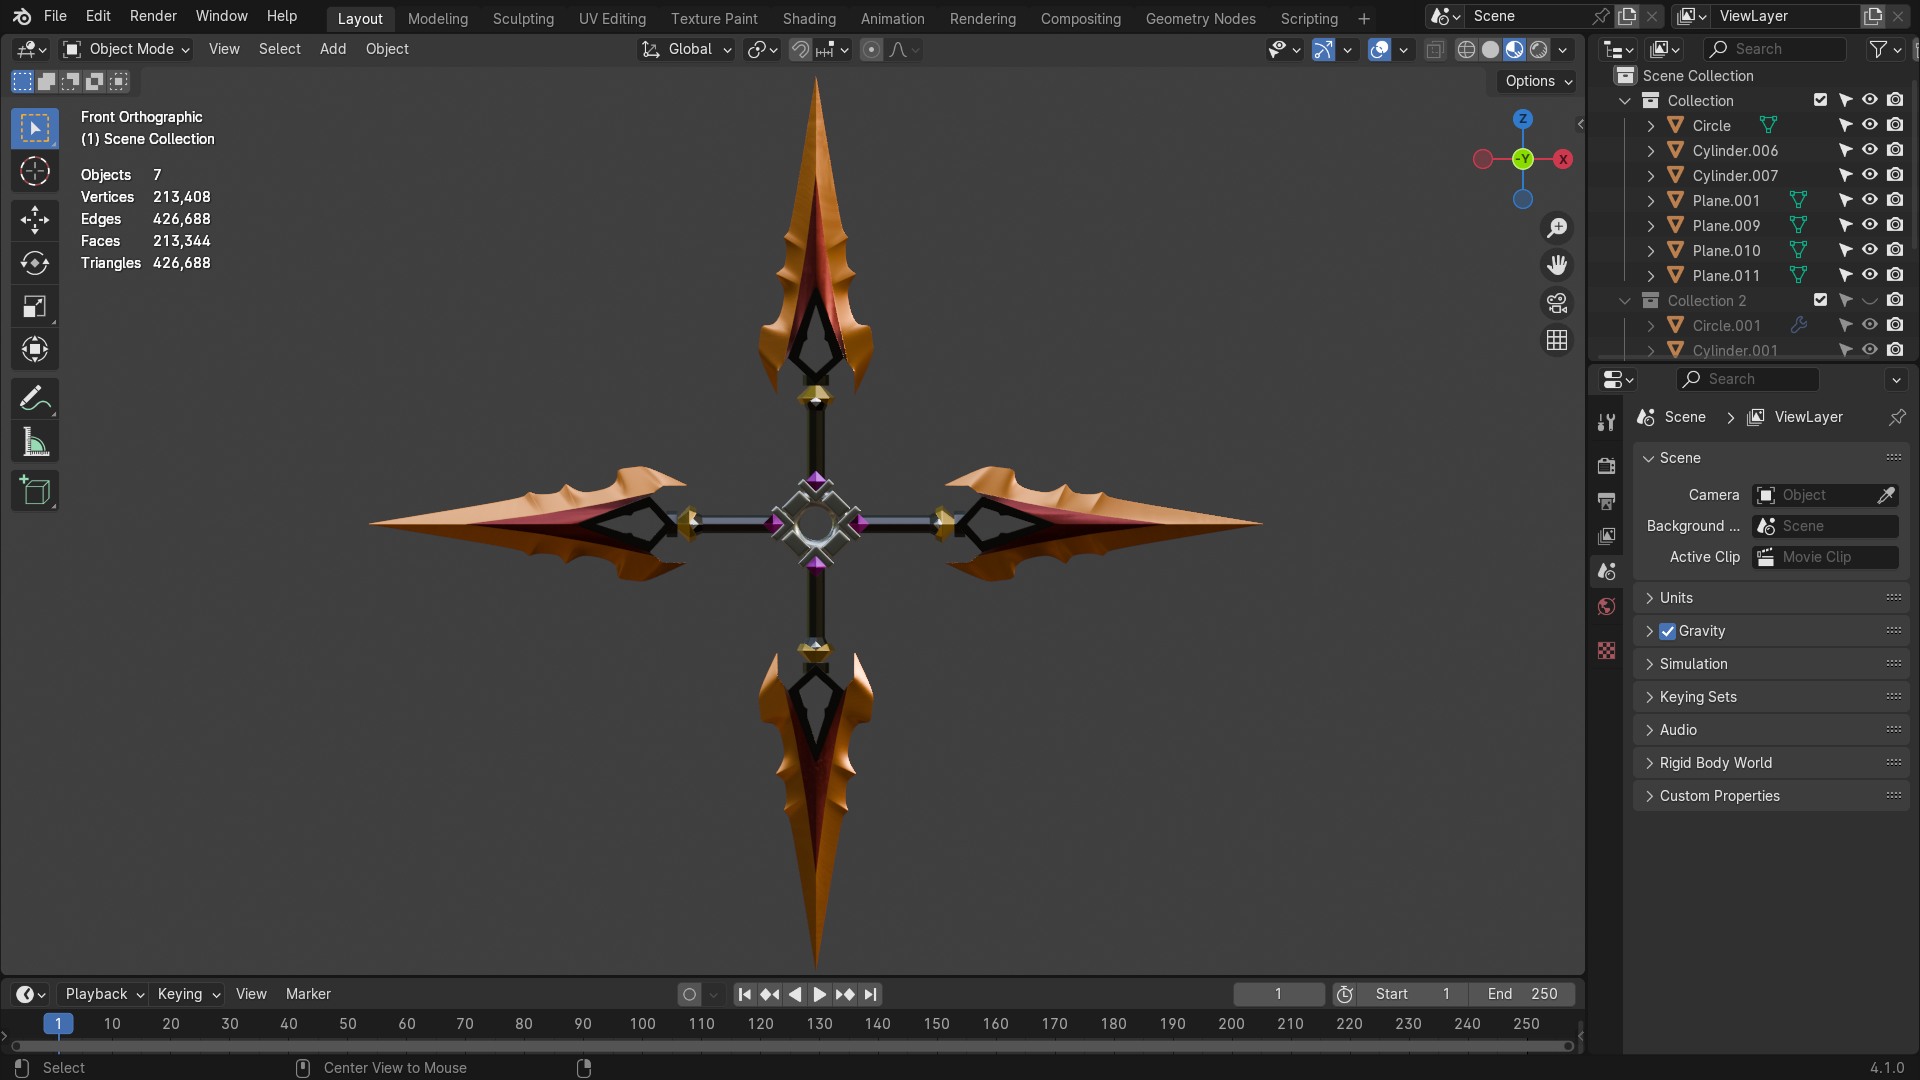 File Edit Render Window Help Layout Modeling Sculpting UV Editing Texture Paint Shading Animation Rendering Compositing Geometry Nodes Scripting + Scene ViewLayer
Object Mode View Select Add Object Global Search
Options
Front Orthographic
(1) Scene Collection
Objects 7
Vertices 213,408
Edges 426,688
Faces 213,344
Triangles 426,688
Z
-Y X
Scene Collection
Collection
Circle
Cylinder.006
Cylinder.007
Plane.001
Plane.009
Plane.010
Plane.011
Collection 2
Circle.001
Cylinder.001
Search
Scene > ViewLayer
Scene
Camera Object
Background ... Scene
Active Clip Movie Clip
Units
Gravity
Simulation
Keying Sets
Audio
Rigid Body World
Custom Properties
Playback Keying View Marker 1 Start 1 End 250
1 10 20 30 40 50 60 70 80 90 100 110 120 130 140 150 160 170 180 190 200 210 220 230 240 250
Select Center View to Mouse 4.1.0